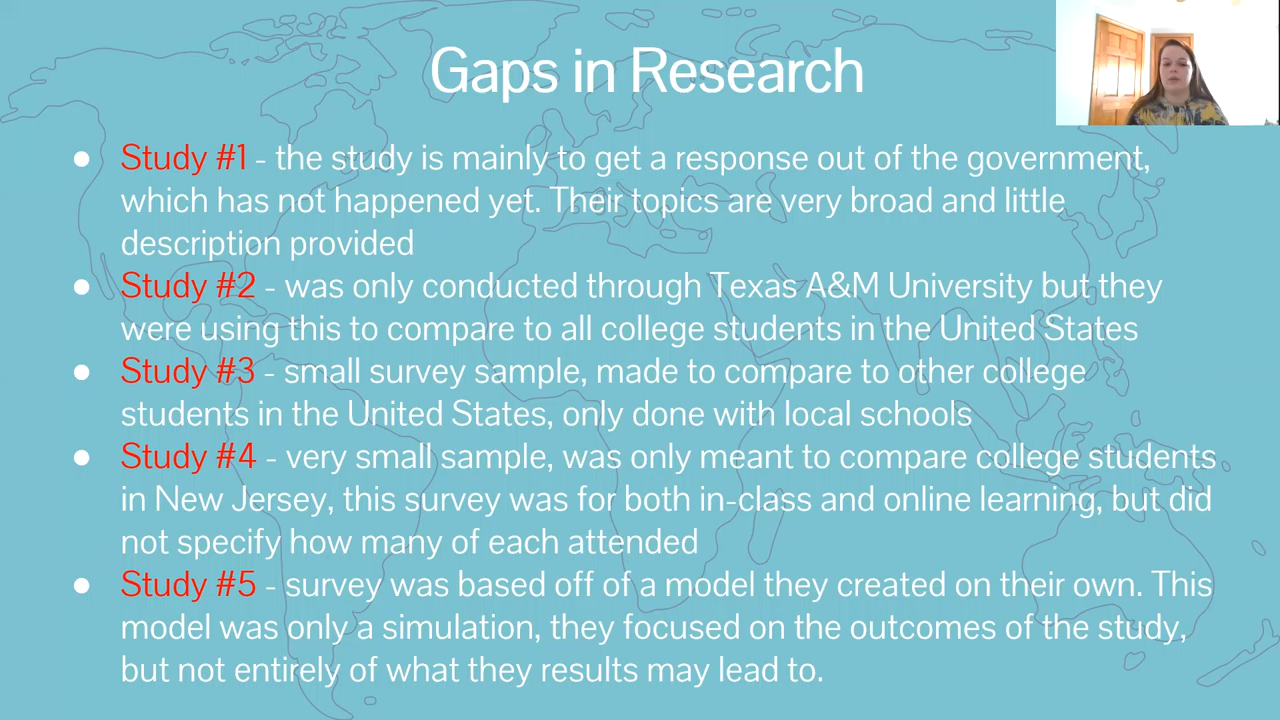 Gaps in Research
● Study #1 - the study is mainly to get a response out of the government,
which has not happened yet. Their topics are very broad and little
description provided
● Study #2 - was only conducted through Texas A&M University but they
were using this to compare to all college students in the United States
● Study #3 - small survey sample, made to compare to other college
students in the United States, only done with local schools
● Study #4 - very small sample, was only meant to compare college students
in New Jersey, this survey was for both in-class and online learning, but did
not specify how many of each attended
● Study #5 - survey was based off of a model they created on their own. This
model was only a simulation, they focused on the outcomes of the study,
but not entirely of what they results may lead to.